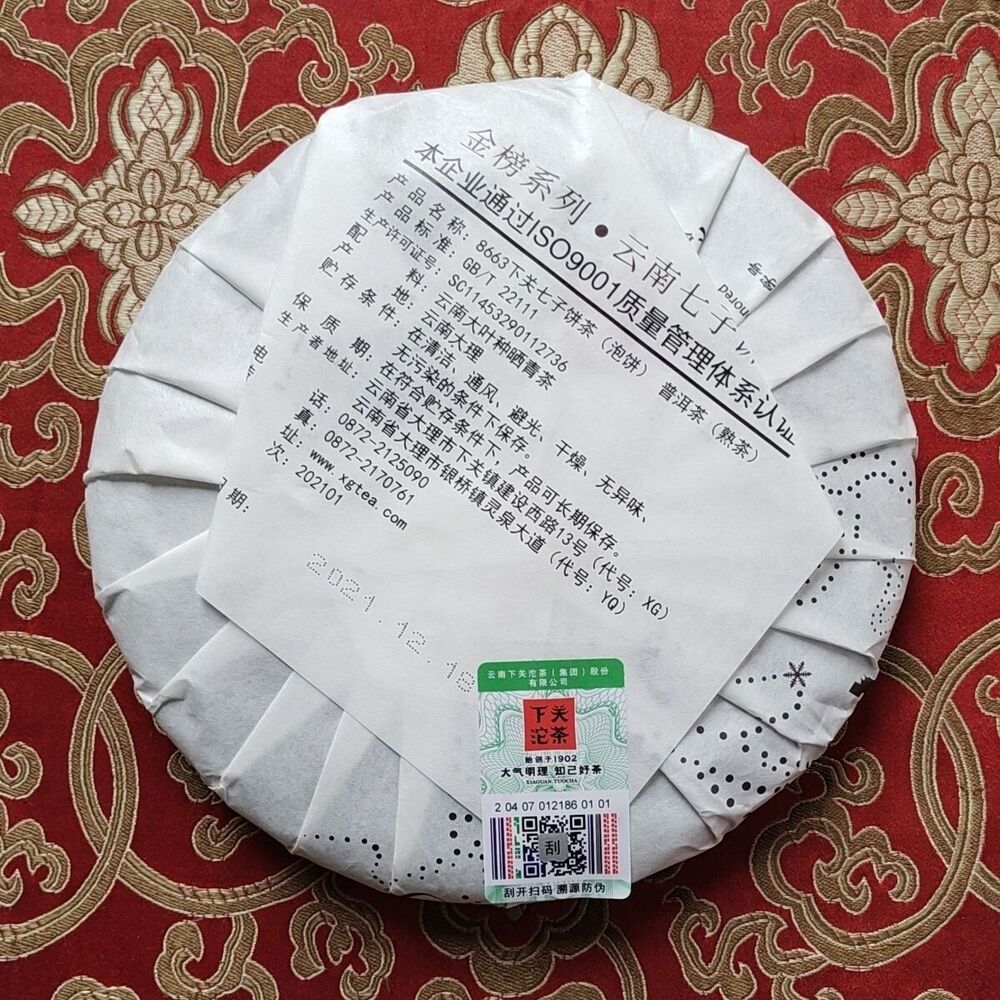 金榜系列·云南七子
本企业通过ISO9001质量管理体系认证
产品名称：8663下关七子饼茶（泡饼） 普洱茶（熟茶）
产品标准：GB/T 22111
生产许可证号：SC11453290112736
配料：云南大叶种晒青茶
产地：云南大理
贮存条件：在清洁、通风、避光、干燥、无异味、
无污染的条件下保存。
保质期：在符合贮存条件下，产品可长期保存。
生产者地址：云南省大理市下关镇建设西路13号（代号：XG）
云南省大理市银桥镇灵泉大道（代号：YQ）
电话：0872-2125090
真：0872-2170761
址：www.xgtea.com
次：202101
期：
2021.12.18
云南下关沱茶（集团）股份
有限公司
下关
沱茶
始创于1902
大气明理 知己好茶
XIAGUAN TUOCHA
2 04 07 012186 01 01
刮
刮开扫码 溯源防伪